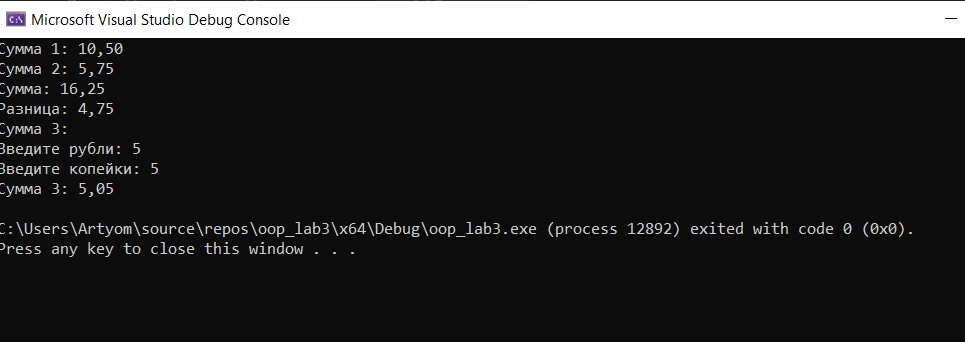 Microsoft Visual Studio Debug Console
Сумма 1: 10,50
Сумма 2: 5,75
Сумма: 16,25
Разница: 4,75
Сумма 3:
Введите рубли: 5
Введите копейки: 5
Сумма 3: 5,05
C:\Users\Artyom\source\repos\oop_lab3\x64\Debug\oop_lab3.exe (process 12892) exited with code 0 (0x0).
Press any key to close this window . . .